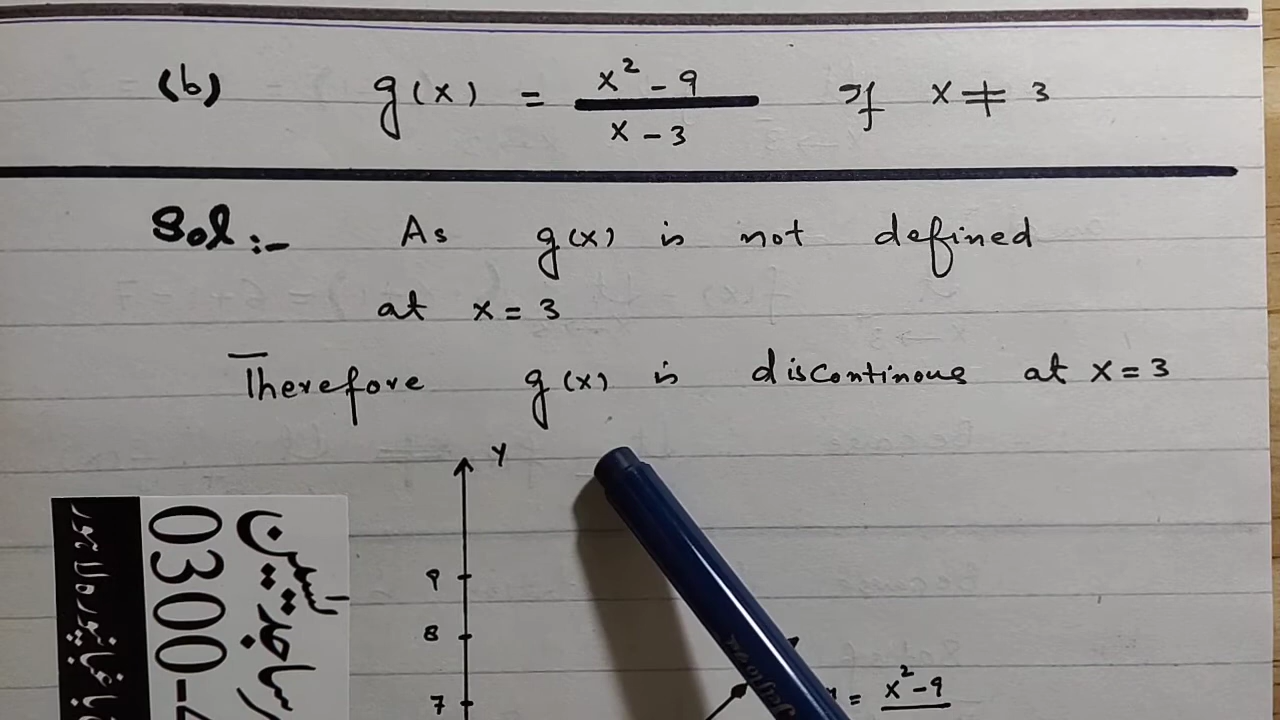 (b) g(x) = x² - 9 / x - 3 If x ≠ 3
Sol :- As g(x) is not defined
at x = 3
Therefore g(x) is discontinous at x = 3
Y
9
8
7
= x² - 9
0300-4